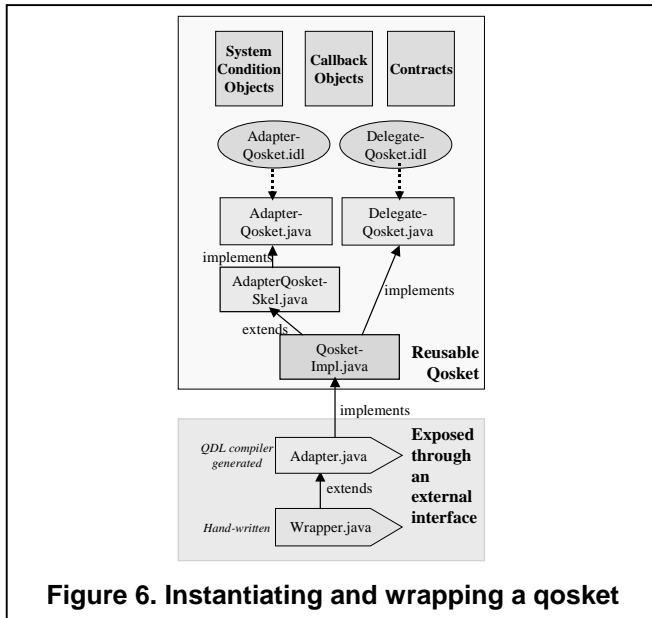 System
Condition
Objects
Callback
Objects
Contracts
Adapter-
Qosket.idl
Delegate-
Qosket.idl
Adapter-
Qosket.java
Delegate-
Qosket.java
implements
AdapterQosket-
Skel.java
implements
extends
Qosket-
Impl.java
Reusable
Qosket
implements
QDL compiler
generated
Adapter.java
Exposed
through
an
external
interface
extends
Hand-written
Wrapper.java
Figure 6. Instantiating and wrapping a qosket